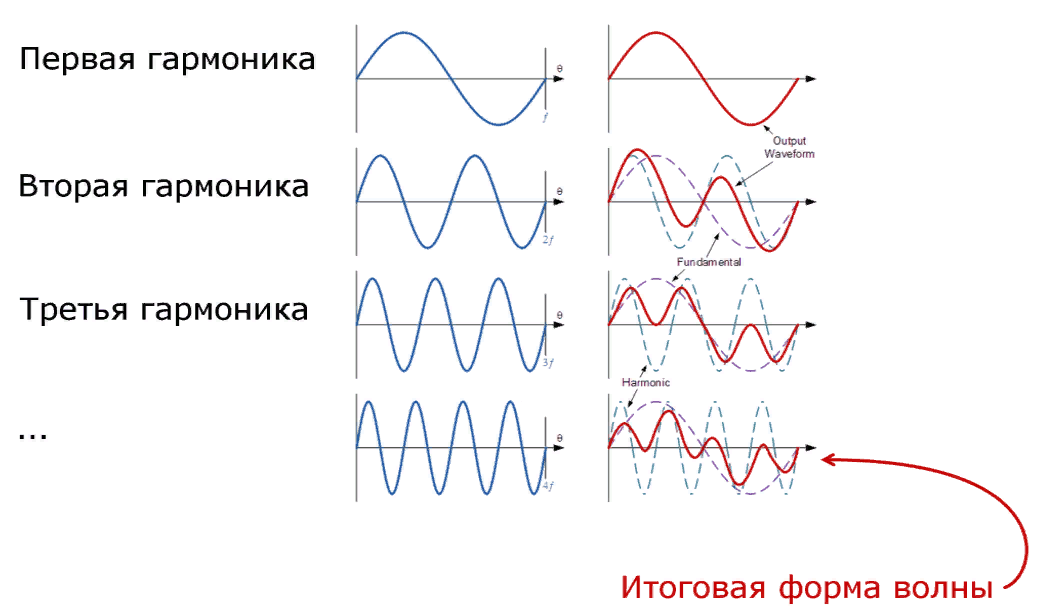 Первая гармоника
θ
f
Output
Waveform
Вторая гармоника
θ
2f
Fundamental
Третья гармоника
θ
3f
Harmonic
...
θ
4f
Итоговая форма волны